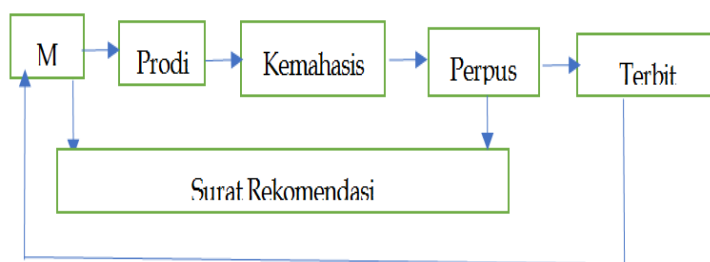 M
Prodi
Kemahasis
Perpus
Terbit
Surat Rekomendasi